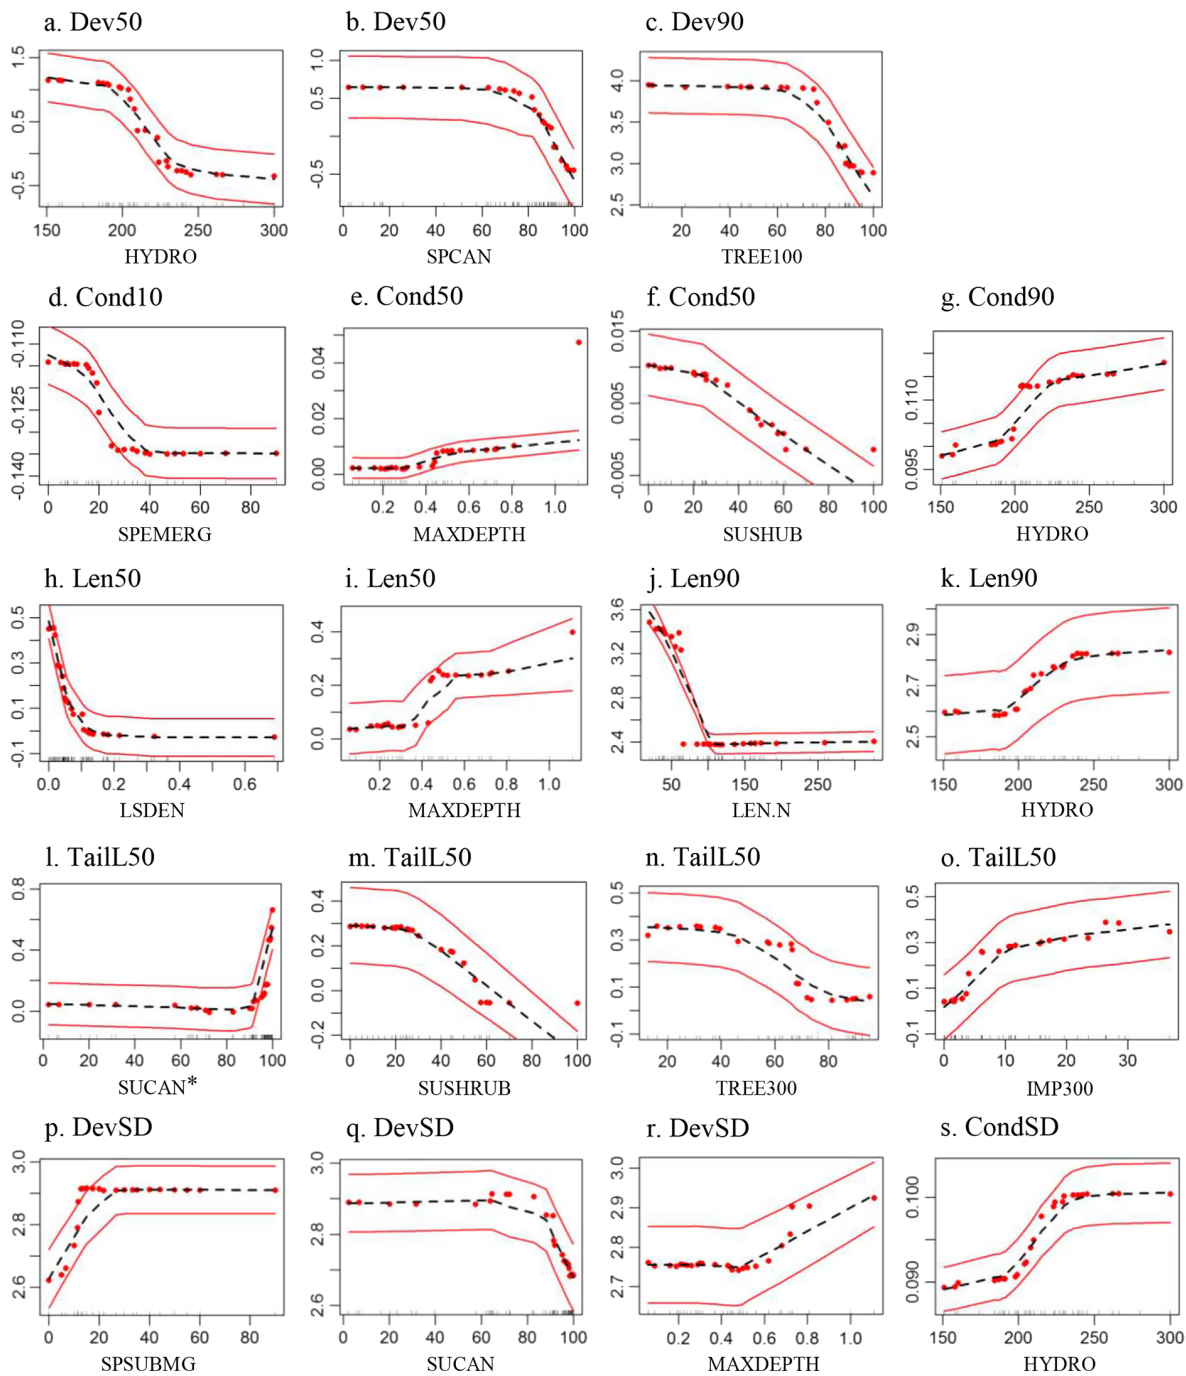 a. Dev50
1.5
0.5
-0.5
150 200 250 300
HYDRO
b. Dev50
1.0
0.5
-0.5
0 20 40 60 80 100
SPCAN
c. Dev90
4.0
3.5
3.0
2.5
20 40 60 80 100
TREE100
d. Cond10
-0.110
-0.125
-0.140
0 20 40 60 80
SPEMERG
e. Cond50
0.04
0.02
0.00
0.2 0.4 0.6 0.8 1.0
MAXDEPTH
f. Cond50
0.015
0.005
-0.005
0 20 40 60 80 100
SUSHUB
g. Cond90
0.110
0.095
150 200 250 300
HYDRO
h. Len50
0.5
0.3
0.1
-0.1
0.0 0.2 0.4 0.6
LSDEN
i. Len50
0.4
0.2
0.0
0.2 0.4 0.6 0.8 1.0
MAXDEPTH
j. Len90
3.6
3.2
2.8
2.4
50 100 150 250
LEN.N
k. Len90
2.9
2.7
2.5
150 200 250 300
HYDRO
l. TailL50
0.8
0.4
0.0
0 20 40 60 80 100
SUCAN*
m. TailL50
0.4
0.2
0.0
-0.2
0 20 40 60 80 100
SUSHRUB
n. TailL50
0.5
0.3
0.1
-0.1
20 40 60 80
TREE300
o. TailL50
0.5
0.3
0.1
-0.1
0 10 20 30
IMP300
p. DevSD
3.0
2.8
2.6
0 20 40 60 80
SPSUBMG
q. DevSD
3.0
2.8
2.6
0 20 40 60 80 100
SUCAN
r. DevSD
3.0
2.9
2.8
2.7
0.2 0.4 0.6 0.8 1.0
MAXDEPTH
s. CondSD
0.100
0.090
150 200 250 300
HYDRO